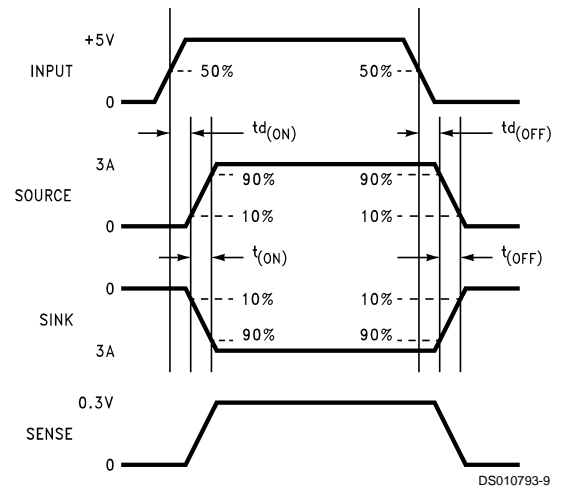 +5V
INPUT
50%
50%
0
td(ON)
td(OFF)
3A
90%
90%
SOURCE
10%
10%
0
t(ON)
t(OFF)
0
10%
10%
SINK
90%
90%
3A
0.3V
SENSE
0
DS010793-9